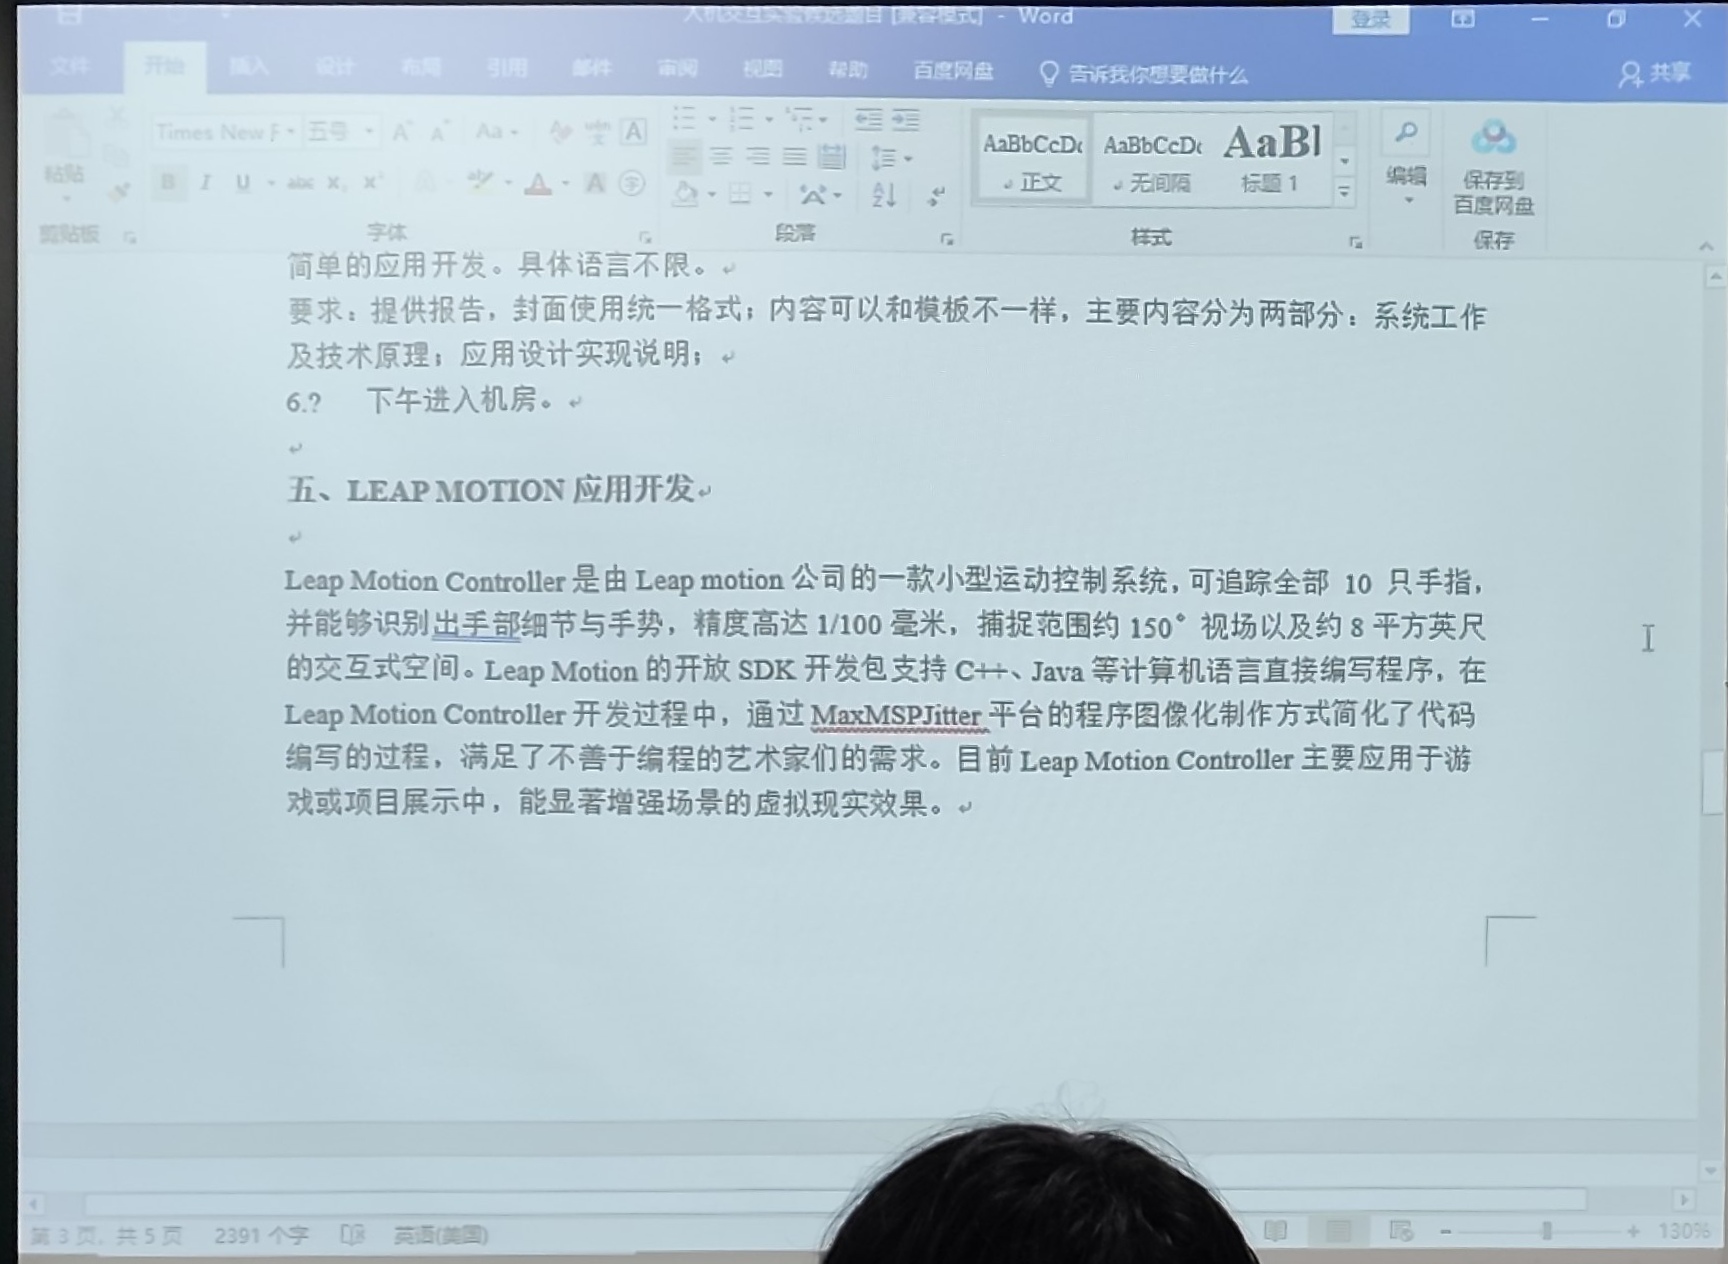 人机交互实验候选题目 [兼容模式] - Word
登录
文件 开始 插入 设计 布局 引用 邮件 审阅 视图 帮助 百度网盘 告诉我你想要做什么 共享
Times New F 五号 Aa
AaBbCcDc AaBbCcDc AaBl
粘贴 B I U abc 正文 无间隔 标题 1 编辑 保存到
百度网盘
剪贴板 字体 段落 样式 保存
简单的应用开发。具体语言不限。
要求:提供报告,封面使用统一格式;内容可以和模板不一样,主要内容分为两部分:系统工作
及技术原理;应用设计实现说明;
6.? 下午进入机房。
五、LEAP MOTION 应用开发
Leap Motion Controller 是由 Leap motion 公司的一款小型运动控制系统,可追踪全部 10 只手指,
并能够识别出手部细节与手势,精度高达 1/100 毫米,捕捉范围约 150° 视场以及约 8 平方英尺
的交互式空间。Leap Motion 的开放 SDK 开发包支持 C++、Java 等计算机语言直接编写程序,在
Leap Motion Controller 开发过程中,通过 MaxMSPJitter 平台的程序图像化制作方式简化了代码
编写的过程,满足了不善于编程的艺术家们的需求。目前 Leap Motion Controller 主要应用于游
戏或项目展示中,能显著增强场景的虚拟现实效果。
第 3 页,共 5 页 2391 个字 英语(美国) 130%